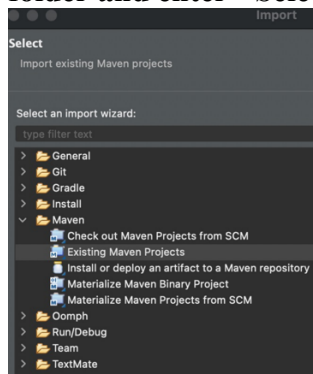 Import
Select
Import existing Maven projects
Select an import wizard:
type filter text
General
Git
Gradle
Install
Maven
Check out Maven Projects from SCM
Existing Maven Projects
Install or deploy an artifact to a Maven repository
Materialize Maven Binary Project
Materialize Maven Projects from SCM
Oomph
Run/Debug
Team
TextMate